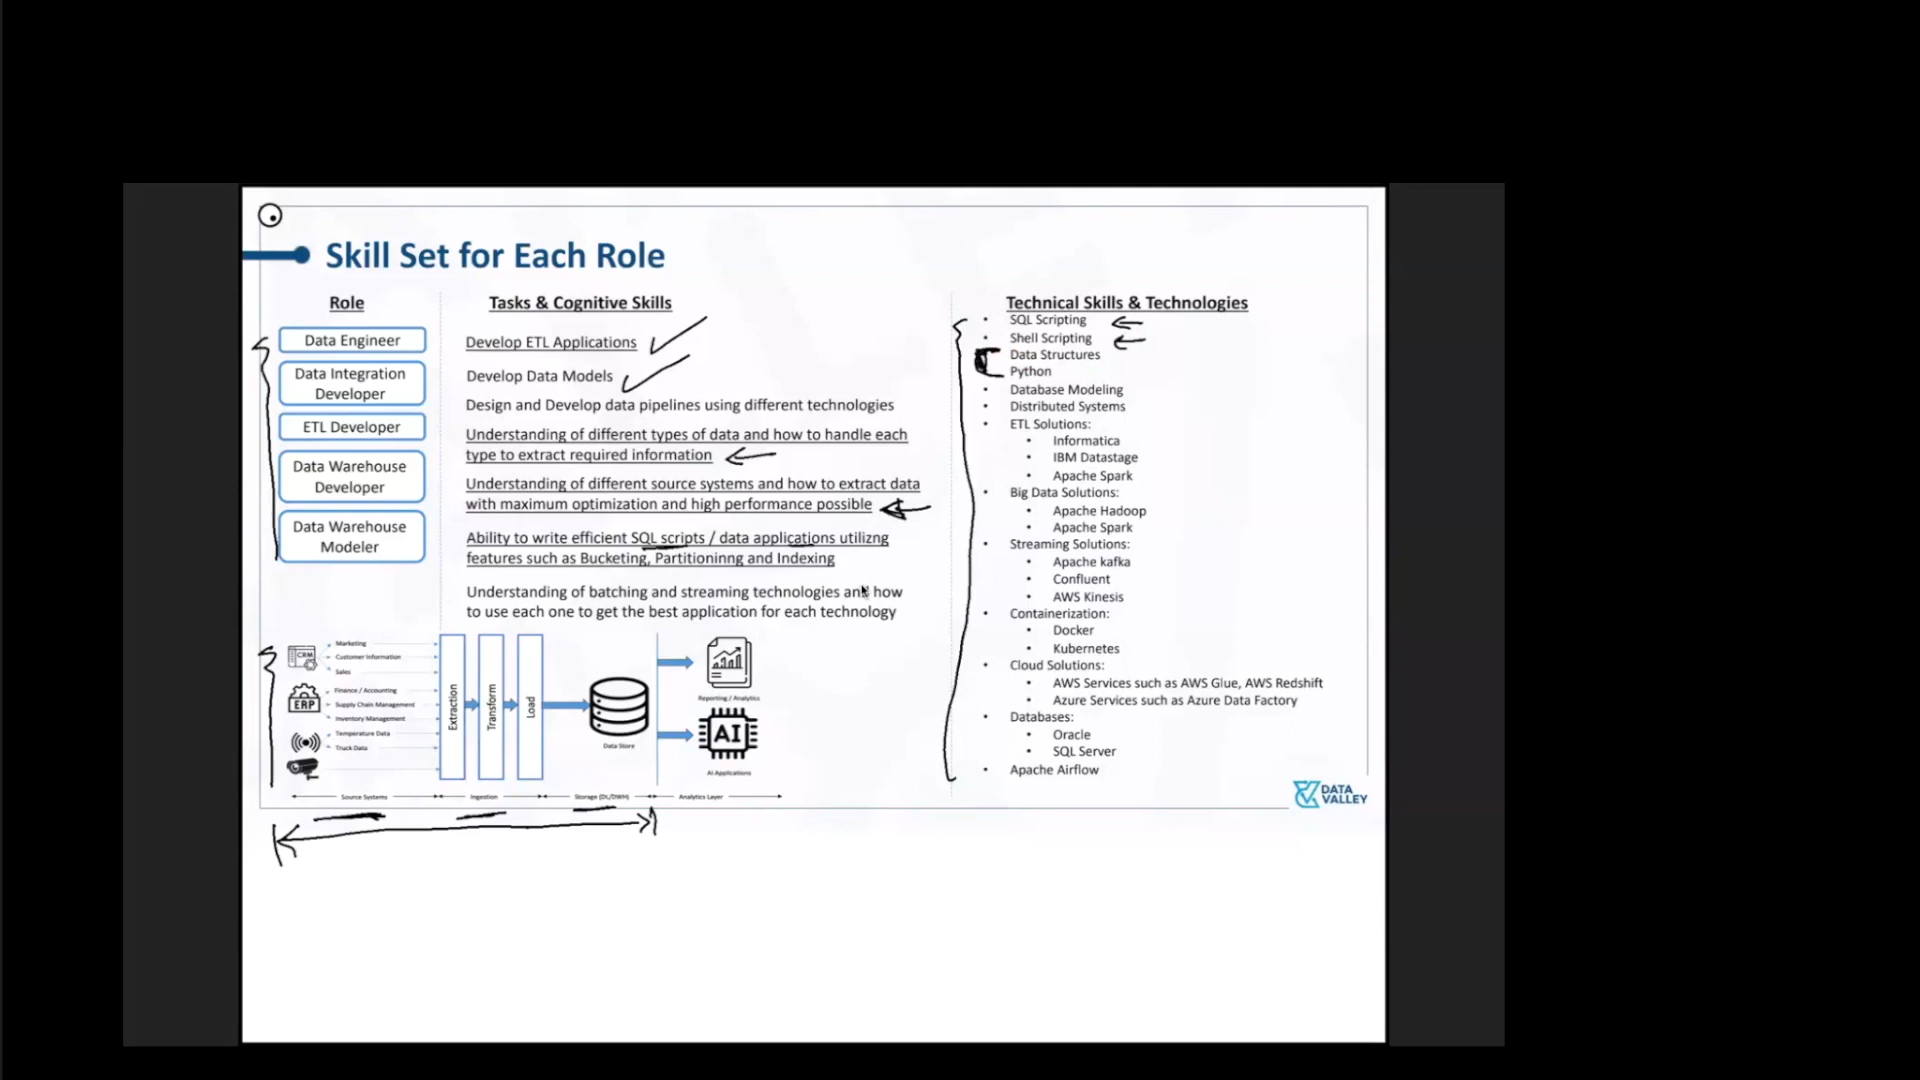 Skill Set for Each Role
Role
Data Engineer
Data Integration
Developer
ETL Developer
Data Warehouse
Developer
Data Warehouse
Modeler
Tasks & Cognitive Skills
Develop ETL Applications
Develop Data Models
Design and Develop data pipelines using different technologies
Understanding of different types of data and how to handle each
type to extract required information
Understanding of different source systems and how to extract data
with maximum optimization and high performance possible
Ability to write efficient SQL scripts / data applications utilizng
features such as Bucketing, Partitioninng and Indexing
Understanding of batching and streaming technologies and how
to use each one to get the best application for each technology
Technical Skills & Technologies
• SQL Scripting
• Shell Scripting
Data Structures
Python
• Database Modeling
• Distributed Systems
• ETL Solutions:
• Informatica
• IBM Datastage
• Apache Spark
• Big Data Solutions:
• Apache Hadoop
• Apache Spark
• Streaming Solutions:
• Apache kafka
• Confluent
• AWS Kinesis
• Containerization:
• Docker
• Kubernetes
• Cloud Solutions:
• AWS Services such as AWS Glue, AWS Redshift
• Azure Services such as Azure Data Factory
• Databases:
• Oracle
• SQL Server
• Apache Airflow
CRM
Marketing
Customer Information
Sales
ERP
Finance / Accounting
Supply Chain Management
Inventory Management
Temperature Data
Truck Data
Extraction
Transform
Load
Data Store
Reporting / Analytics
AI
AI Applications
Source Systems
Ingestion
Storage (DL/DWH)
Analytics Layer
DATA
VALLEY